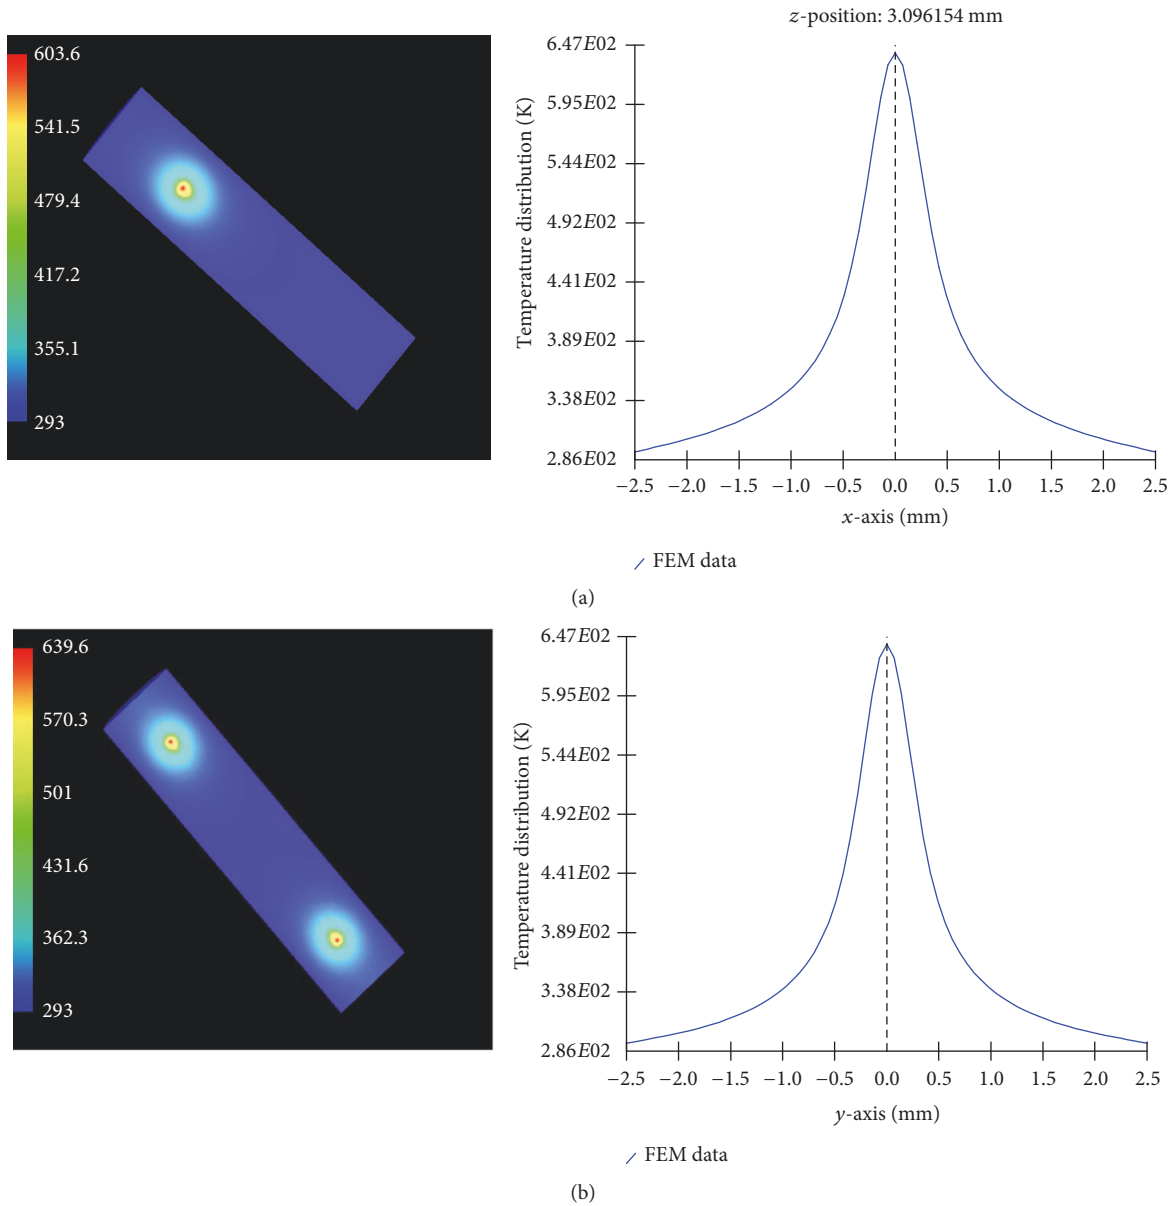 603.6
541.5
479.4
417.2
355.1
293
z-position: 3.096154 mm
Temperature distribution (K)
6.47E02
5.95E02
5.44E02
4.92E02
4.41E02
3.89E02
3.38E02
2.86E02
−2.5 −2.0 −1.5 −1.0 −0.5 0.0 0.5 1.0 1.5 2.0 2.5
x-axis (mm)
FEM data
(a)
639.6
570.3
501
431.6
362.3
293
Temperature distribution (K)
6.47E02
5.95E02
5.44E02
4.92E02
4.41E02
3.89E02
3.38E02
2.86E02
−2.5 −2.0 −1.5 −1.0 −0.5 0.0 0.5 1.0 1.5 2.0 2.5
y-axis (mm)
FEM data
(b)